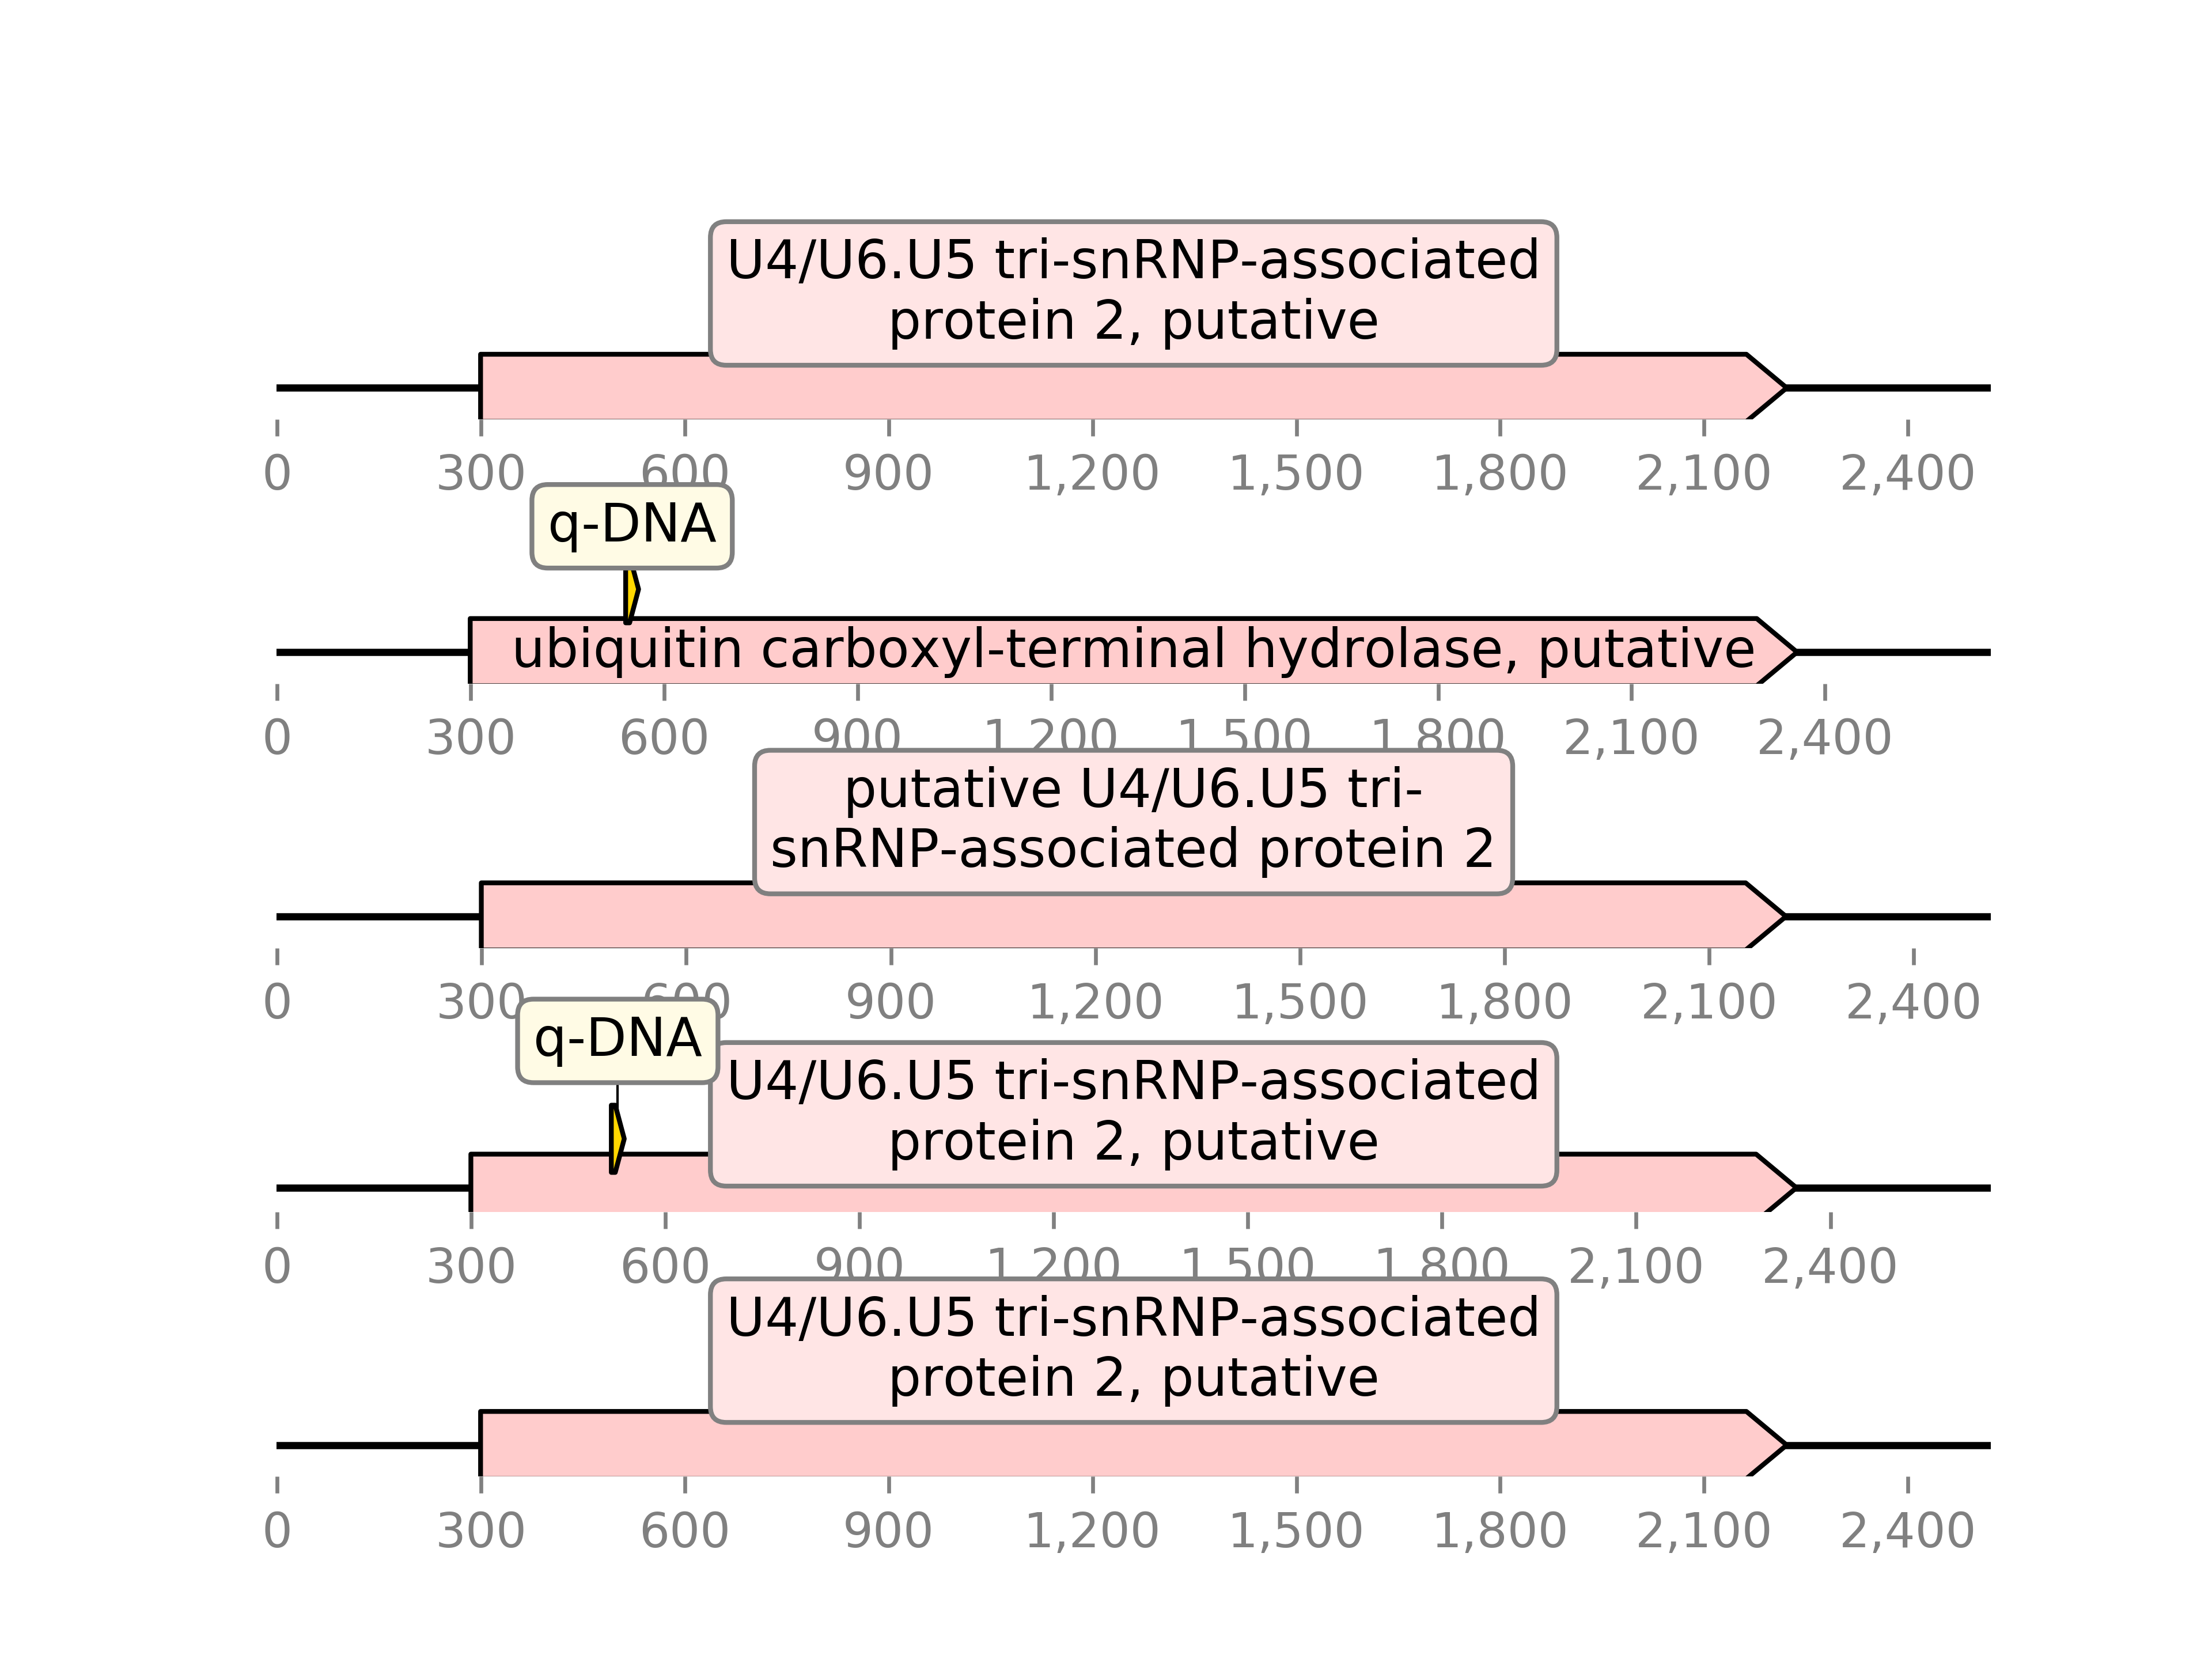 U4/U6.U5 tri-snRNP-associated
protein 2, putative
0 300 600 900 1,200 1,500 1,800 2,100 2,400
q-DNA
ubiquitin carboxyl-terminal hydrolase, putative
0 300 600 900 1,200 1,500 1,800 2,100 2,400
putative U4/U6.U5 tri-
snRNP-associated protein 2
0 300 600 900 1,200 1,500 1,800 2,100 2,400
q-DNA
U4/U6.U5 tri-snRNP-associated
protein 2, putative
0 300 600 900 1,200 1,500 1,800 2,100 2,400
U4/U6.U5 tri-snRNP-associated
protein 2, putative
0 300 600 900 1,200 1,500 1,800 2,100 2,400